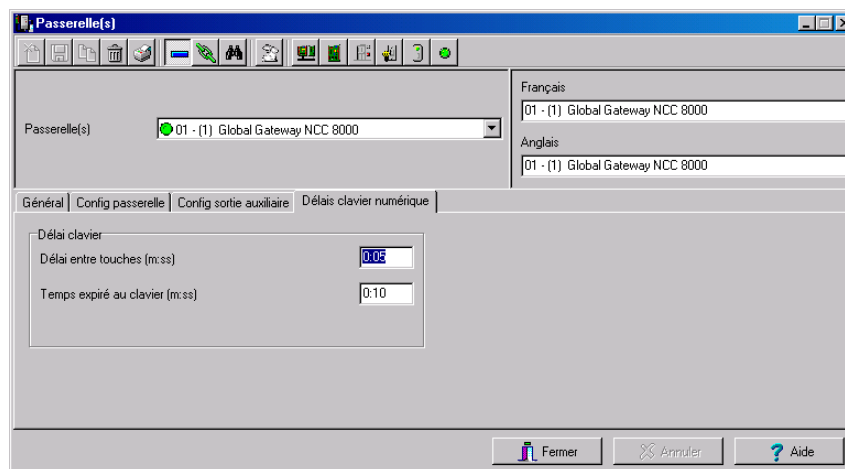 Passerelle(s)
Français
01 - (1) Global Gateway NCC 8000
Passerelle(s)
01 - (1) Global Gateway NCC 8000
Anglais
01 - (1) Global Gateway NCC 8000
Général Config passerelle Config sortie auxiliaire Délais clavier numérique
Délai clavier
Délai entre touches (m:ss) 0:05
Temps expiré au clavier (m:ss) 0:10
Fermer Annuler ? Aide